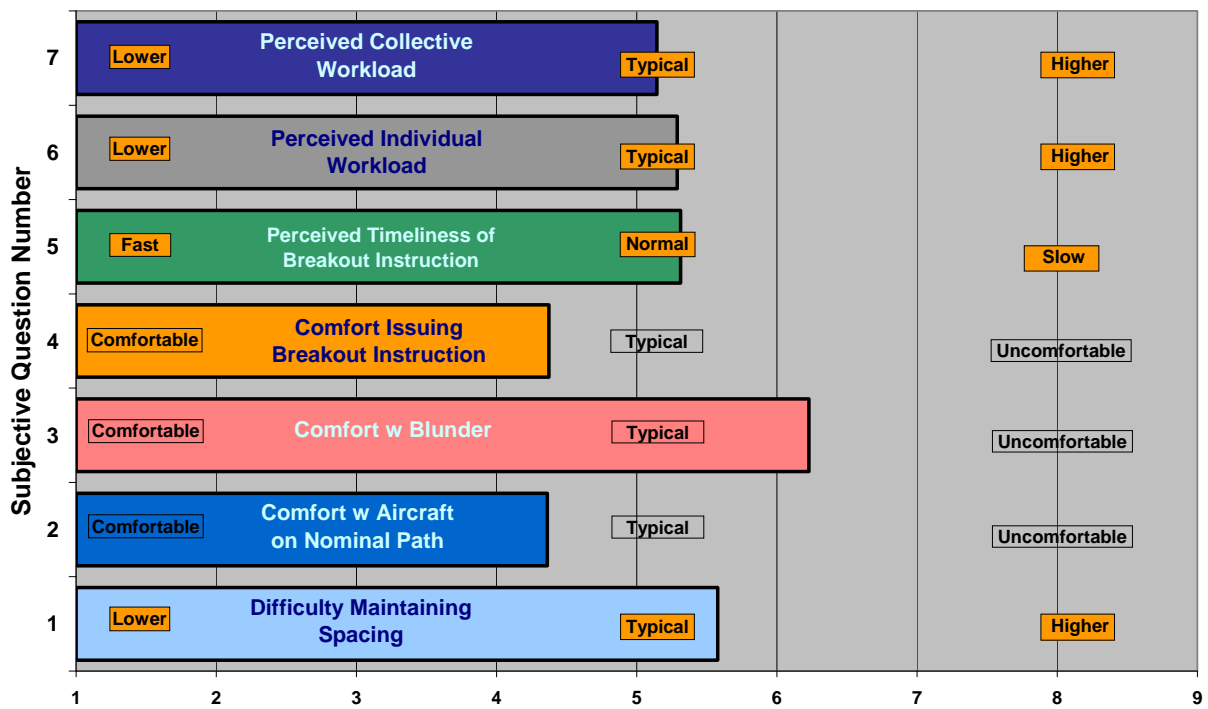 Subjective Question Number
7
Lower
Perceived Collective
Workload
Typical
Higher
6
Lower
Perceived Individual
Workload
Typical
Higher
5
Fast
Perceived Timeliness of
Breakout Instruction
Normal
Slow
4
Comfortable
Comfort Issuing
Breakout Instruction
Typical
Uncomfortable
3
Comfortable
Comfort w Blunder
Typical
Uncomfortable
2
Comfortable
Comfort w Aircraft
on Nominal Path
Typical
Uncomfortable
1
Lower
Difficulty Maintaining
Spacing
Typical
Higher
1 2 3 4 5 6 7 8 9